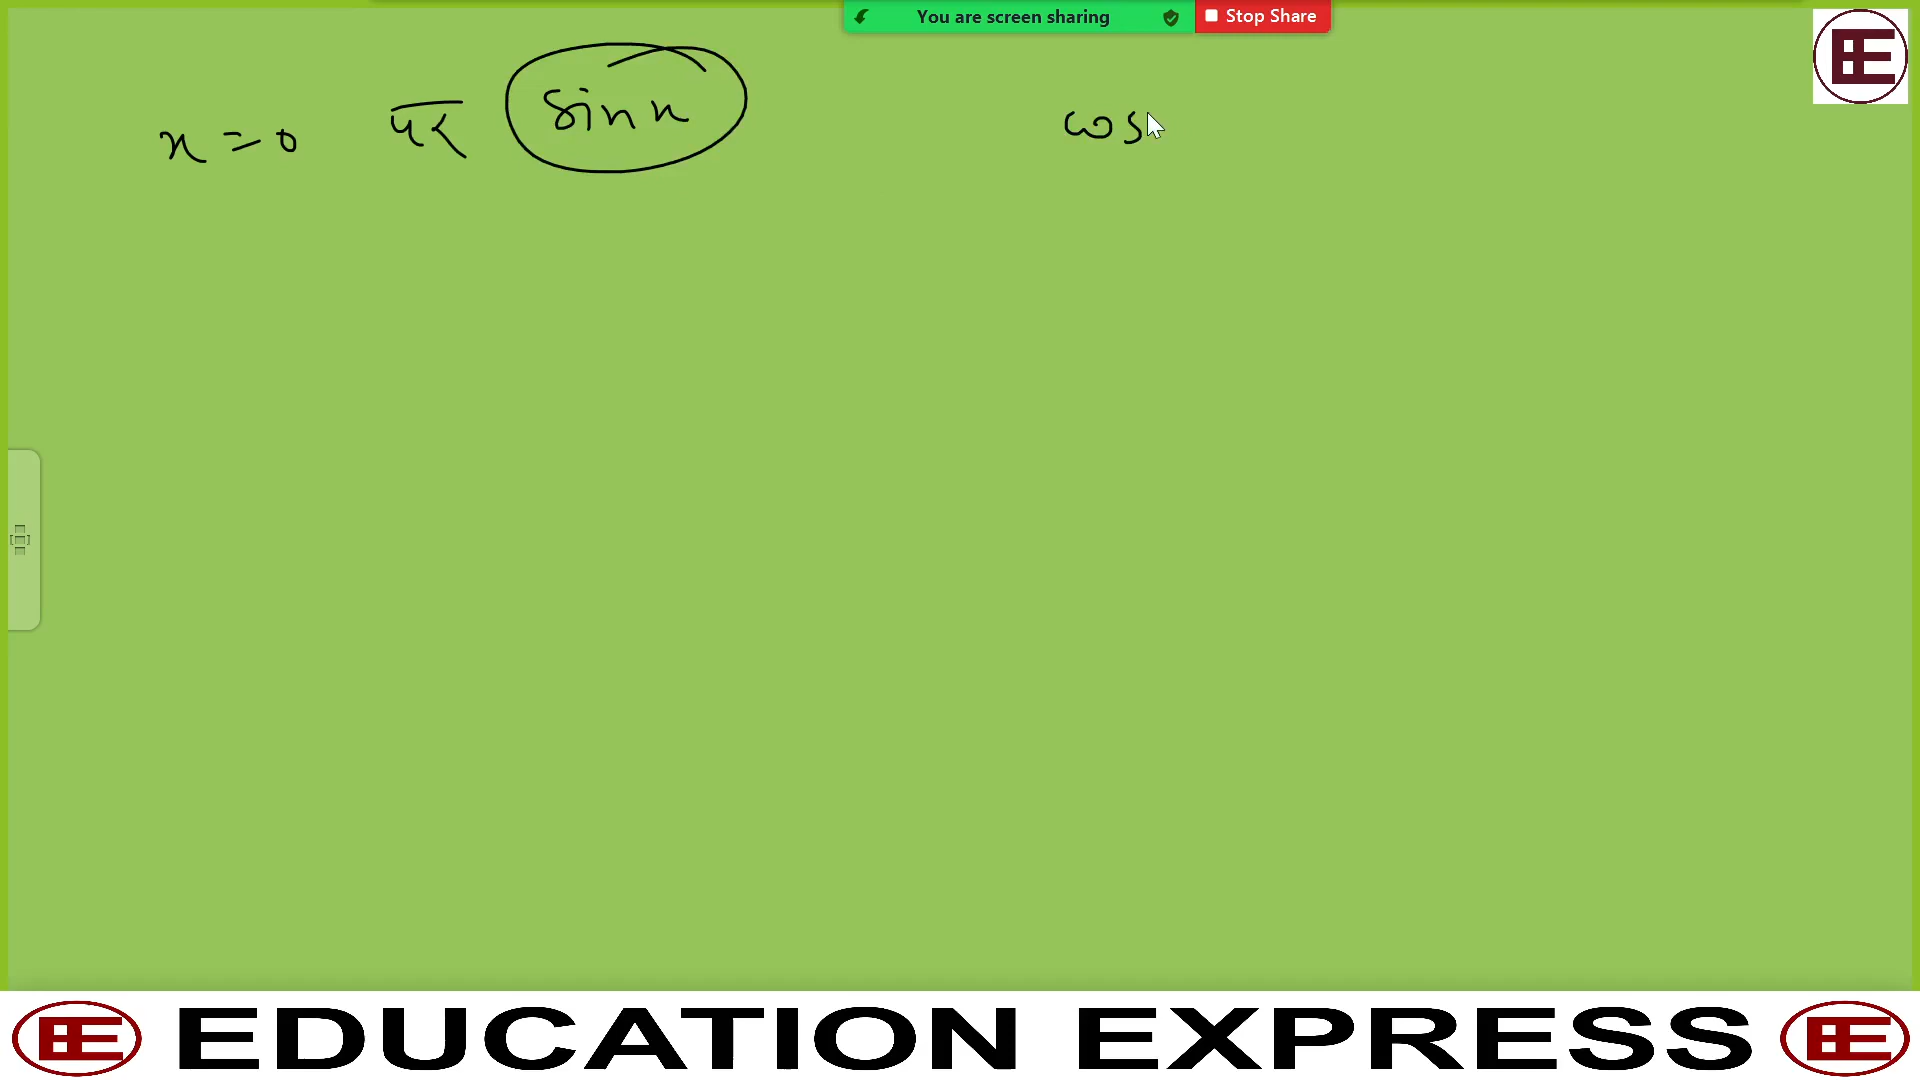 You are screen sharing Stop Share
x = 0 पर sin x cos
EDUCATION EXPRESS